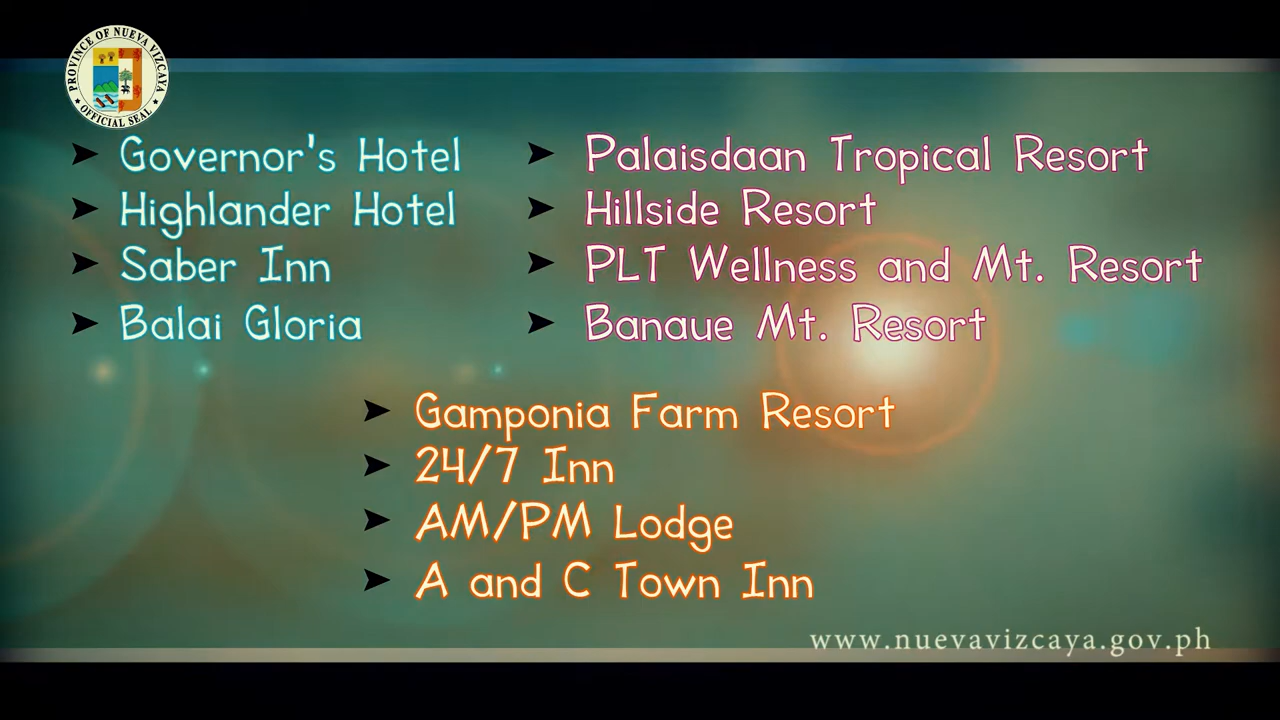 PROVINCE OF NUEVA VIZCAYA
OFFICIAL SEAL
Governor's Hotel
Highlander Hotel
Saber Inn
Balai Gloria
Palaisdaan Tropical Resort
Hillside Resort
PLT Wellness and Mt. Resort
Banaue Mt. Resort
Gamponia Farm Resort
24/7 Inn
AM/PM Lodge
A and C Town Inn
www.nuevavizcaya.gov.ph